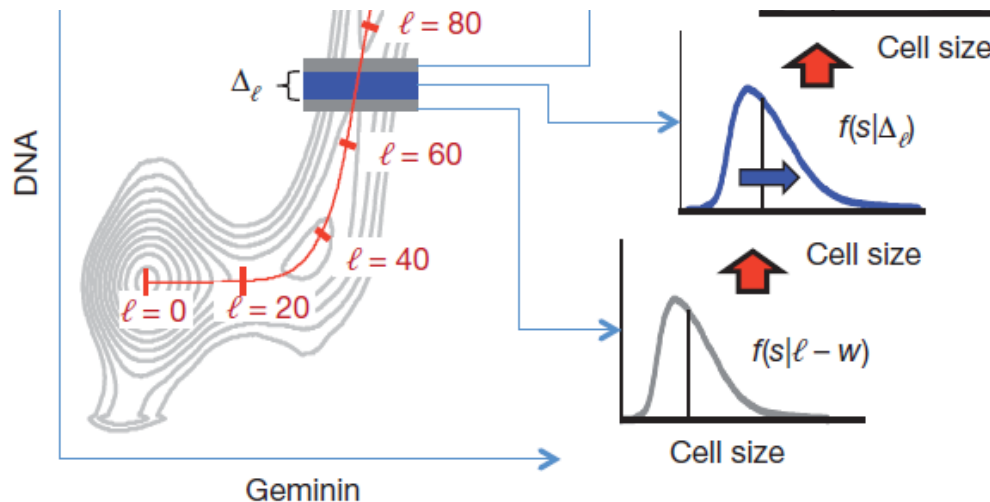 ℓ = 80
Cell size
Δℓ
f(s|Δℓ)
DNA
ℓ = 60
ℓ = 40
Cell size
ℓ = 0
ℓ = 20
f(s|ℓ – w)
Cell size
Geminin